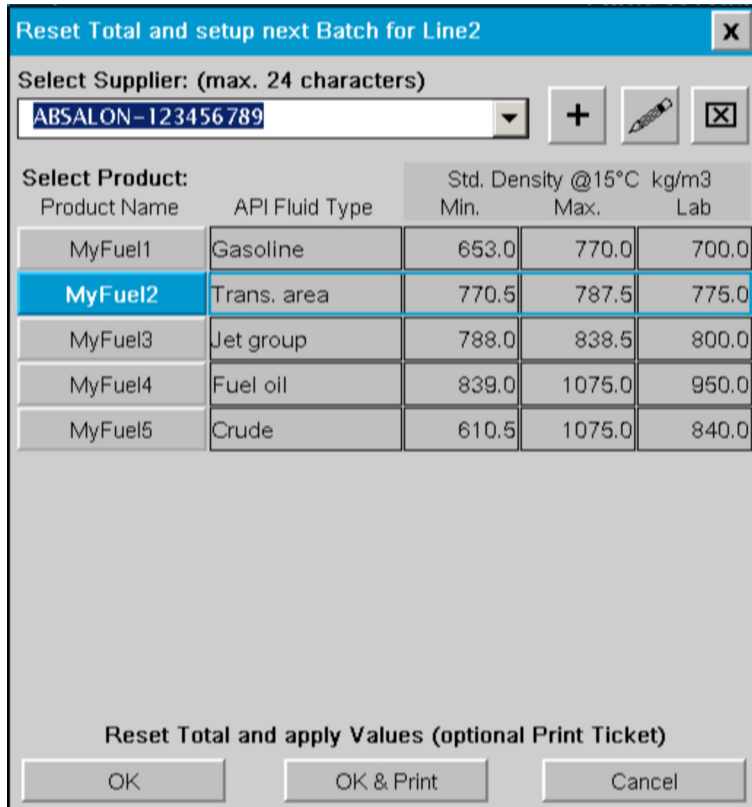 Reset Total and setup next Batch for Line2 X
Select Supplier: (max. 24 characters)
ABSALON-123456789
Select Product: Std. Density @15°C kg/m3
Product Name API Fluid Type Min. Max. Lab
MyFuel1 Gasoline 653.0 770.0 700.0
MyFuel2 Trans. area 770.5 787.5 775.0
MyFuel3 Jet group 788.0 838.5 800.0
MyFuel4 Fuel oil 839.0 1075.0 950.0
MyFuel5 Crude 610.5 1075.0 840.0
Reset Total and apply Values (optional Print Ticket)
OK OK & Print Cancel